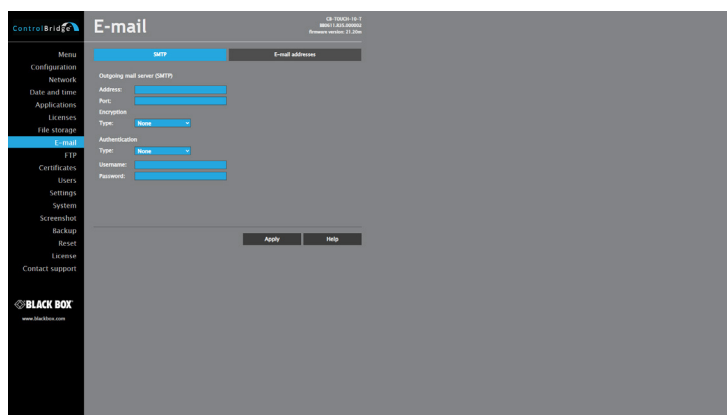 ControlBridge
E-mail
CB-TOUCH-10-T
Firmware version: 21.20m
Menu
Configuration
Network
Date and time
Applications
Licenses
File storage
E-mail
FTP
Certificates
Users
Settings
System
Screenshot
Backup
Reset
License
Contact support
BLACK BOX
www.blackbox.com
SMTP
E-mail addresses
Outgoing mail server (SMTP)
Address:
Port:
Encryption
Type: None
Authentication
Type: None
Username:
Password:
Apply Help